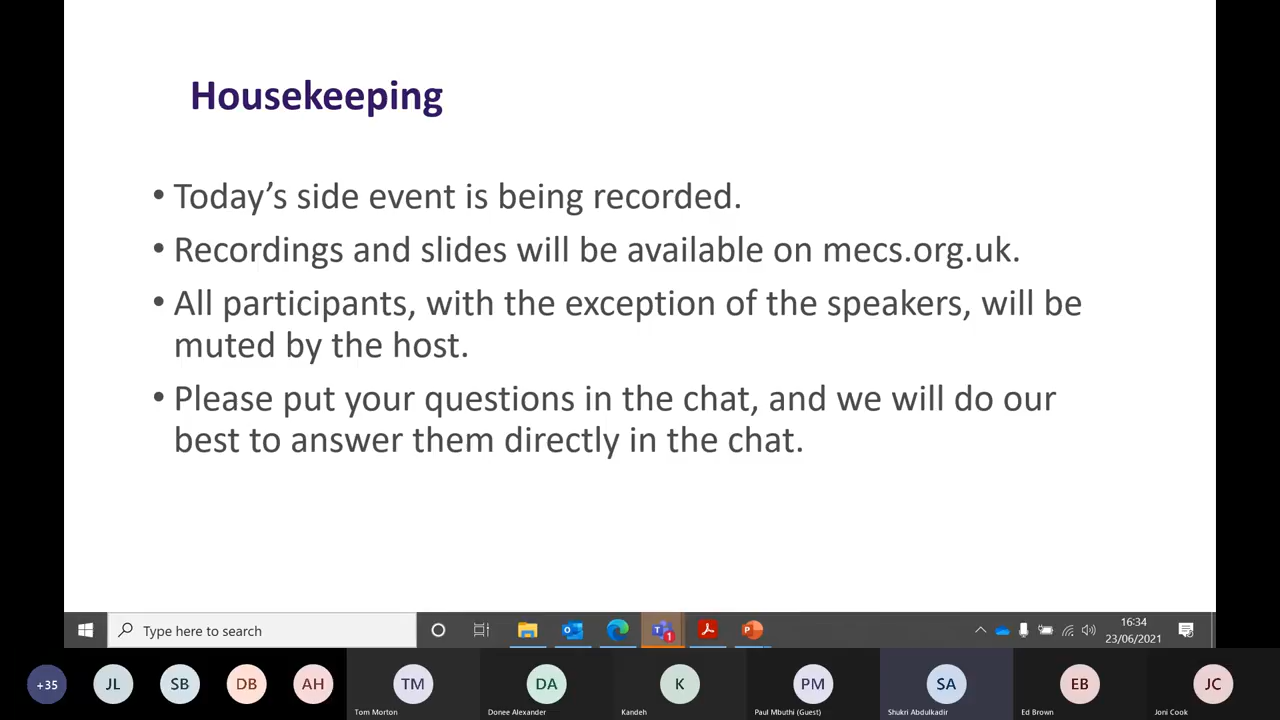 Housekeeping
• Today’s side event is being recorded.
• Recordings and slides will be available on mecs.org.uk.
• All participants, with the exception of the speakers, will be
muted by the host.
• Please put your questions in the chat, and we will do our
best to answer them directly in the chat.
Type here to search
1
16:34
23/06/2021
+35
JL
SB
DB
AH
TM
DA
K
PM
SA
EB
JC
Tom Morton
Donee Alexander
Kandeh
Paul Mbuthi (Guest)
Shukri Abdulkadir
Ed Brown
Joni Cook